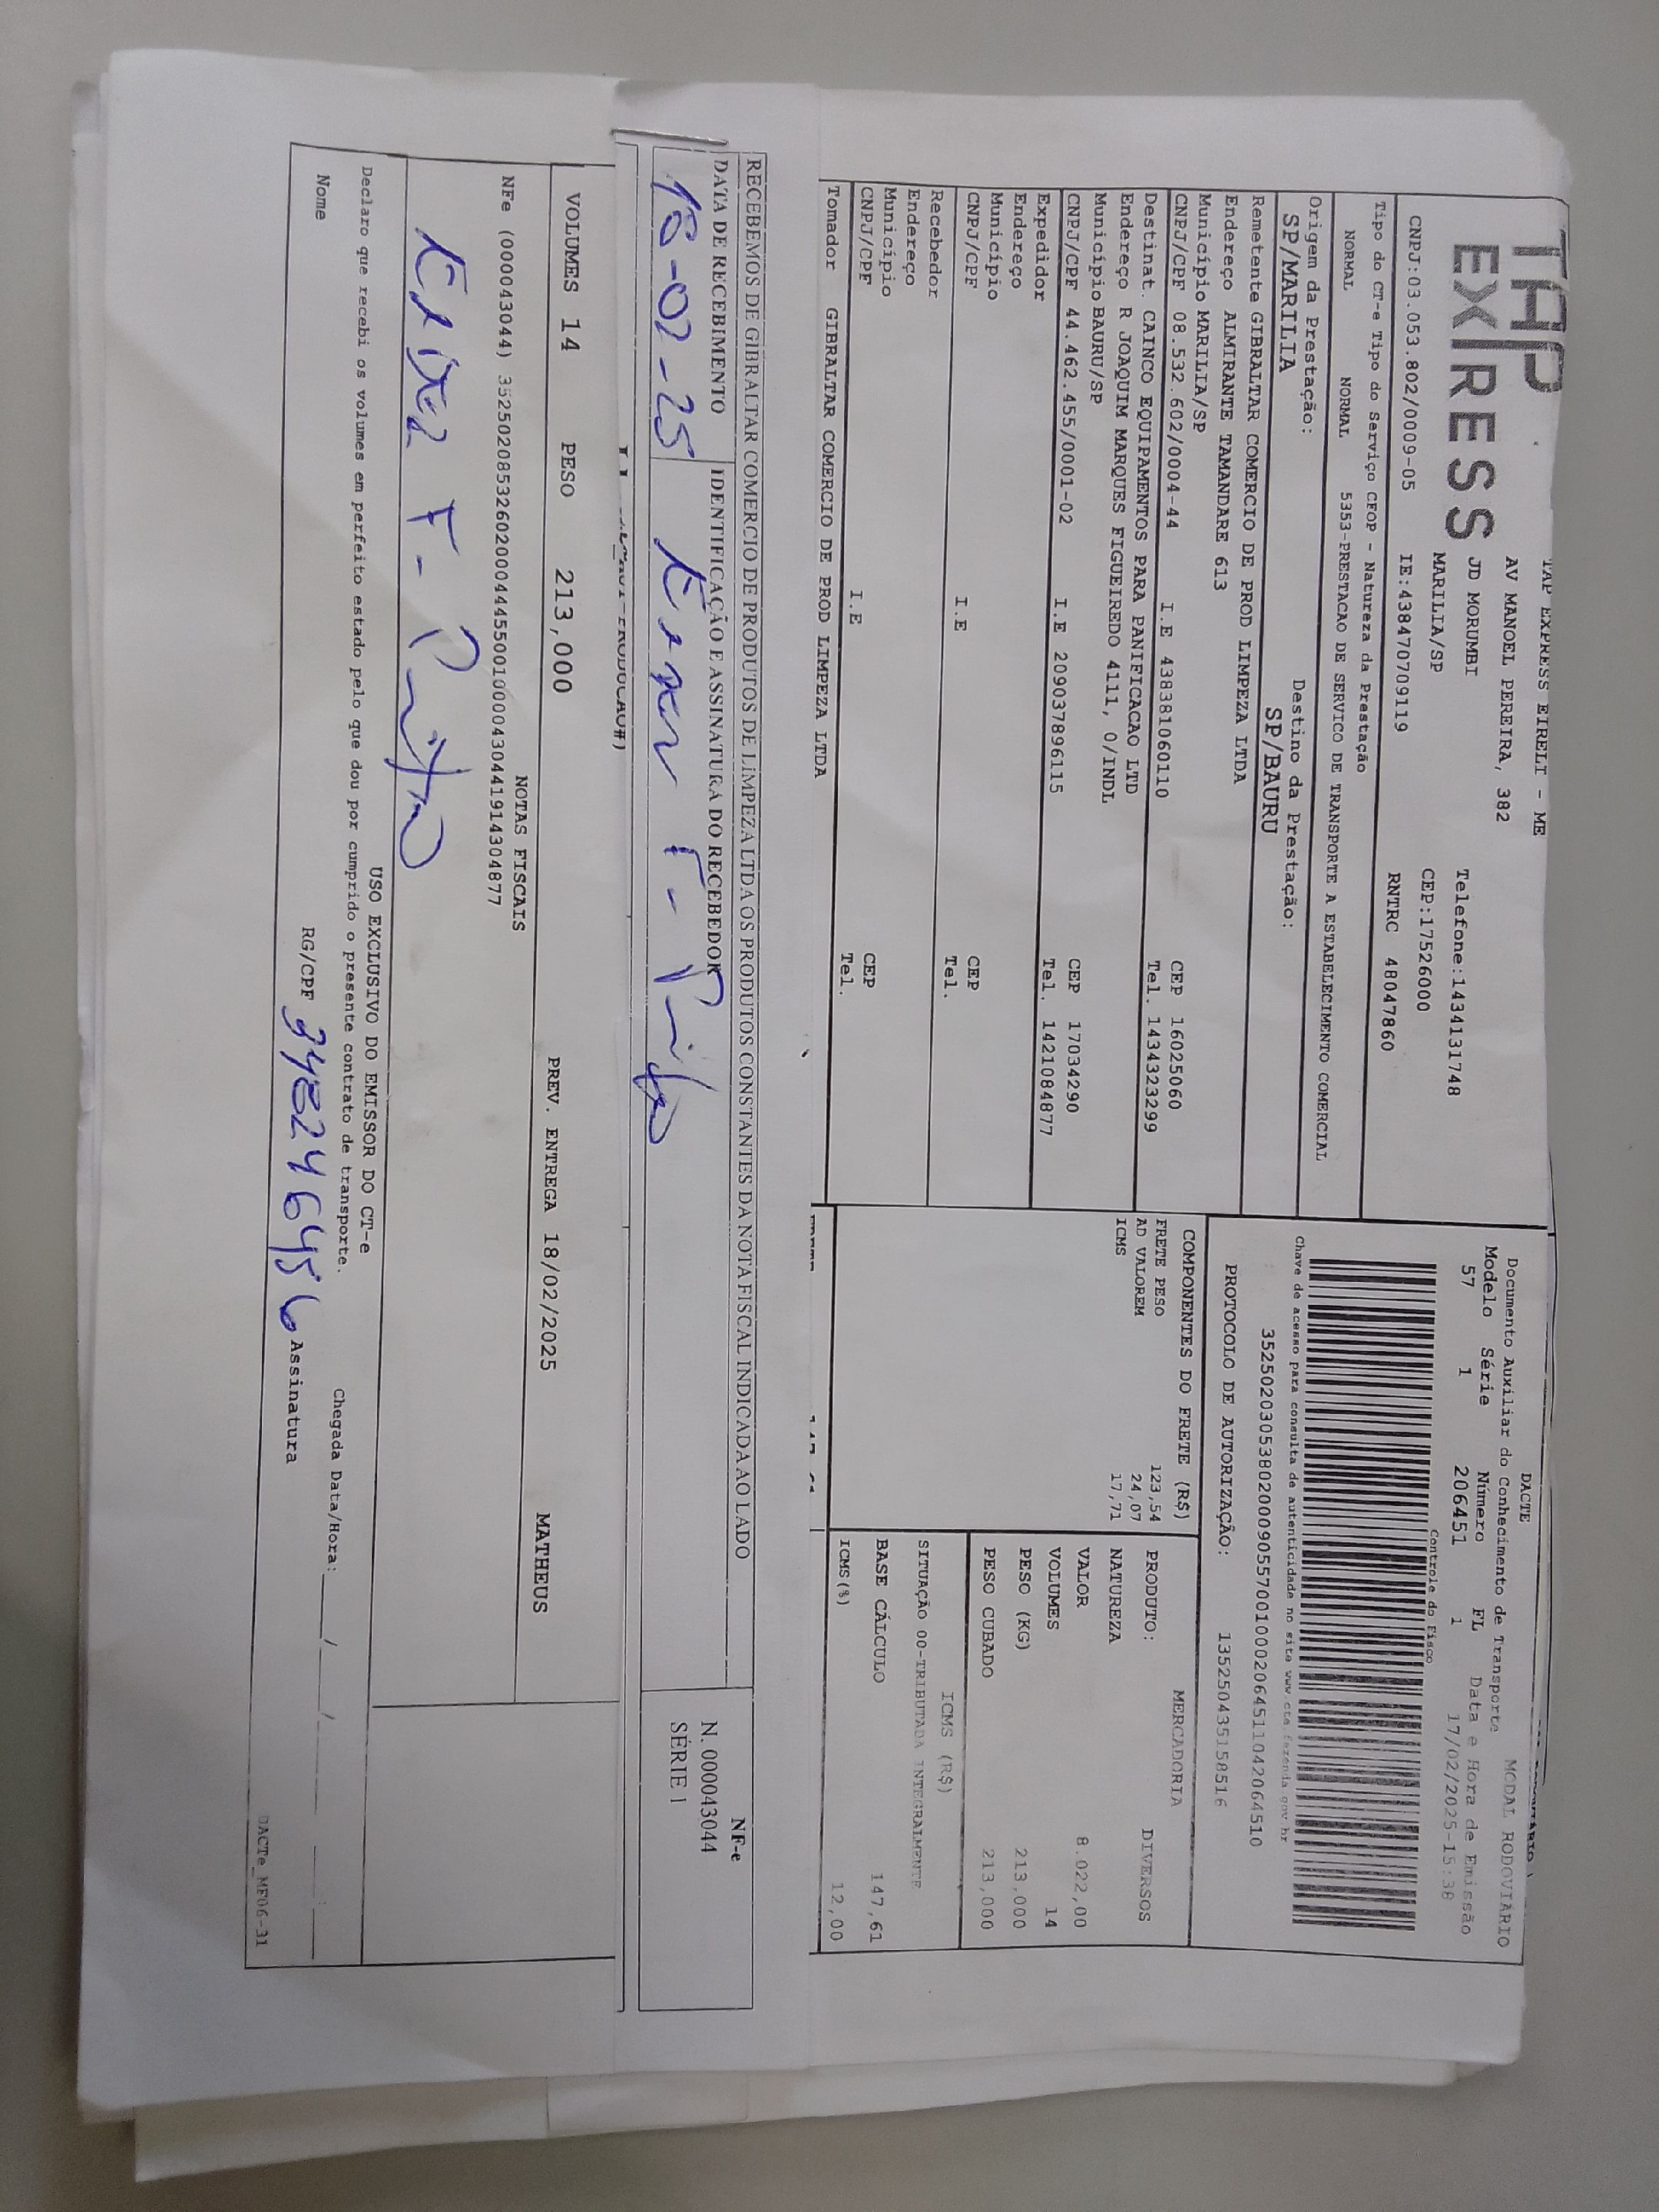 TAP
EXPRESS
TAP EXPRESS EIRELI - ME
AV MANOEL PEREIRA, 382
JD MORUMBI
MARILIA/SP
Telefone:1434131748
CEP:17526000
CNPJ:03.053.802/0009-05 IE:438470709119 RNTRC 48047860
Tipo do CT-e Tipo do Serviço CFOP - Natureza da Prestação
NORMAL NORMAL 5353-PRESTACAO DE SERVICO DE TRANSPORTE A ESTABELECIMENTO COMERCIAL
Origem da Prestação: Destino da Prestação:
SP/MARILIA SP/BAURU
Remetente GIBRALTAR COMERCIO DE PROD LIMPEZA LTDA
Endereço ALMIRANTE TAMANDARE 613
Município MARILIA/SP CEP 16025060
CNPJ/CPF 08.532.602/0004-44 I.E 438381060110 Tel. 1434323299
Destinat. CAINCO EQUIPAMENTOS PARA PANIFICACAO LTD
Endereço R JOAQUIM MARQUES FIGUEIREDO 4111, 0/INDL
Município BAURU/SP CEP 17034290
CNPJ/CPF 44.462.455/0001-02 I.E 209037896115 Tel. 1421084877
Expedidor
Endereço
Município CEP
CNPJ/CPF I.E Tel.
Recebedor
Endereço
Município CEP
CNPJ/CPF I.E Tel.
Tomador GIBRALTAR COMERCIO DE PROD LIMPEZA LTDA
DACTE
Documento Auxiliar do Conhecimento de Transporte MODAL RODOVIÁRIO
Modelo Série Número FL Data e Hora de Emissão
57 1 206451 1 17/02/2025-15:38
Controle do Fisco
Chave de acesso para consulta de autenticidade no site www.cte.fazenda.gov.br
35250203053802000905570010002064511042064510
PROTOCOLO DE AUTORIZAÇÃO: 135250435158516
COMPONENTES DO FRETE (R$)
FRETE PESO 123,54
AD VALOREM 24,07
ICMS 17,71
MERCADORIA
PRODUTO: DIVERSOS
NATUREZA
VALOR 8.022,00
VOLUMES 14
PESO (KG) 213,000
PESO CUBADO 213,000
ICMS (R$)
SITUAÇÃO 00-TRIBUTADA INTEGRALMENTE
BASE CÁLCULO 147,61
ICMS(%) 12,00
RECEBEMOS DE GIBRALTAR COMERCIO DE PRODUTOS DE LIMPEZA LTDA OS PRODUTOS CONSTANTES DA NOTA FISCAL INDICADA AO LADO
DATA DE RECEBIMENTO IDENTIFICAÇÃO E ASSINATURA DO RECEBEDOR
18-02-25
NF-e
N. 000043044
SÉRIE 1
VOLUMES 14 PESO 213,000 PREV. ENTREGA 18/02/2025 MATHEUS
NOTAS FISCAIS
NFe (000043044) 35250208532602000444550010000430441914304877
USO EXCLUSIVO DO EMISSOR DO CT-e
Declaro que recebi os volumes em perfeito estado pelo que dou por cumprido o presente contrato de transporte.
Chegada Data/Hora: / / :
Nome RG/CPF Assinatura
DACTe_MF06-31